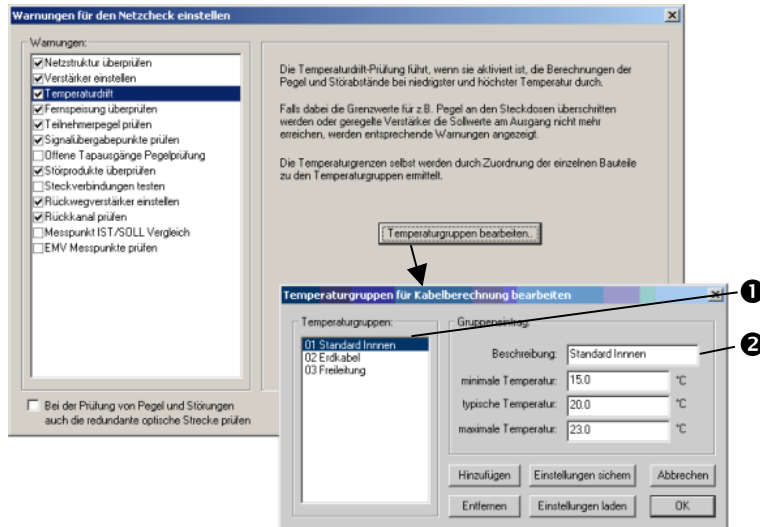 Warnungen für den Netzcheck einstellen
Warnungen:
Netzstruktur überprüfen
Verstärker einstellen
Temperaturdrift
Fernspeisung überprüfen
Teilnehmerpegel prüfen
Signalübergabepunkte prüfen
Offene Tapausgänge Pegelprüfung
Störprodukte überprüfen
Steckverbindungen testen
Rückwegverstärker einstellen
Rückkanal prüfen
Messpunkt IST/SOLL Vergleich
EMV Messpunkte prüfen
Bei der Prüfung von Pegel und Störungen
auch die redundante optische Strecke prüfen
Die Temperaturdrift-Prüfung führt, wenn sie aktiviert ist, die Berechnungen der
Pegel und Störabstände bei niedrigster und höchster Temperatur durch.
Falls dabei die Grenzwerte für z.B. Pegel an den Steckdosen überschritten
werden oder geregelte Verstärker die Sollwerte am Ausgang nicht mehr
erreichen, werden entsprechende Warnungen angezeigt.
Die Temperaturgrenzen selbst werden durch Zuordnung der einzelnen Bauteile
zu den Temperaturgruppen ermittelt.
Temperaturgruppen bearbeiten..
Temperaturgruppen für Kabelberechnung bearbeiten
❶
Temperaturgruppen:
01 Standard Innnen
02 Erdkabel
03 Freileitung
Gruppeneintrag:
❷
Beschreibung: Standard Innnen
minimale Temperatur: 15.0 °C
typische Temperatur: 20.0 °C
maximale Temperatur: 23.0 °C
Hinzufügen Einstellungen sichern Abbrechen
Entfernen Einstellungen laden OK